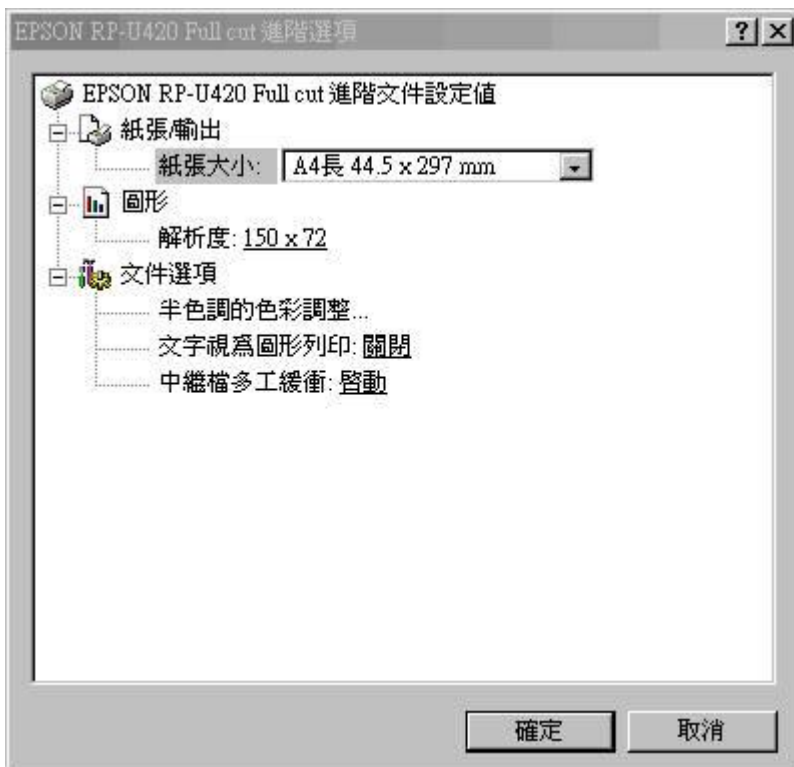 EPSON RP-U420 Full cut 進階選項
EPSON RP-U420 Full cut 進階文件設定值
紙張/輸出
紙張大小: A4長 44.5 x 297 mm
圖形
解析度: 150 x 72
文件選項
半色調的色彩調整...
文字視爲圖形列印: 關閉
中繼檔多工緩衝: 啓動
確定 取消